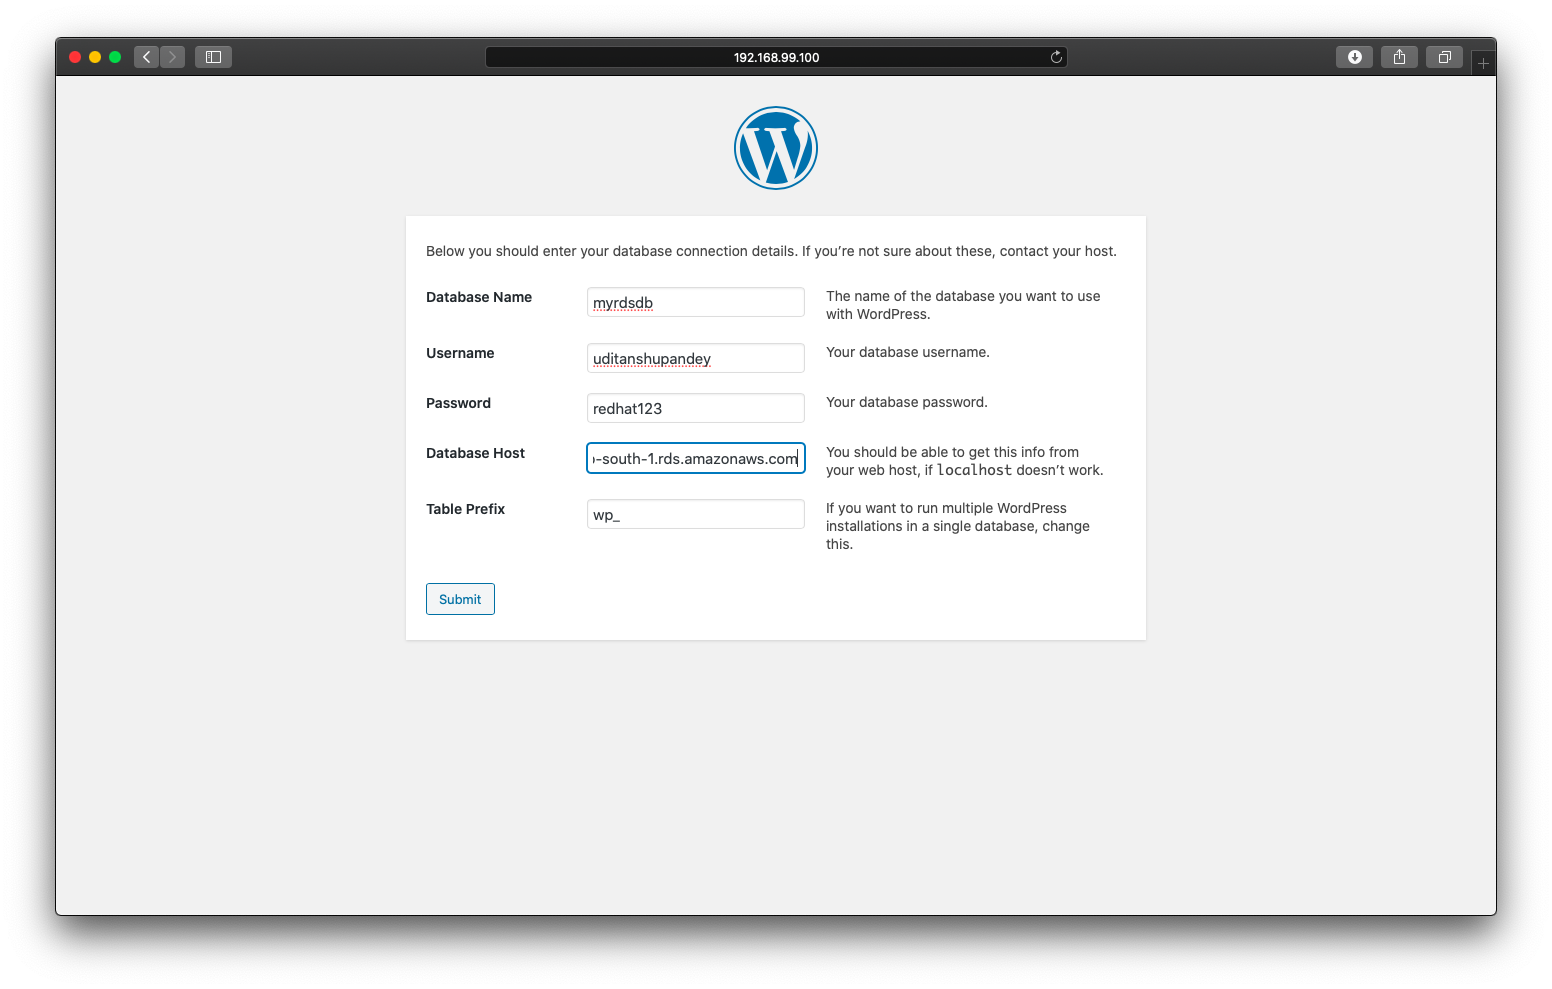 192.168.99.100
Below you should enter your database connection details. If you’re not sure about these, contact your host.
Database Name
myrdsdb
The name of the database you want to use
with WordPress.
Username
uditanshupandey
Your database username.
Password
redhat123
Your database password.
Database Host
-south-1.rds.amazonaws.com
You should be able to get this info from
your web host, if localhost doesn’t work.
Table Prefix
wp_
If you want to run multiple WordPress
installations in a single database, change
this.
Submit